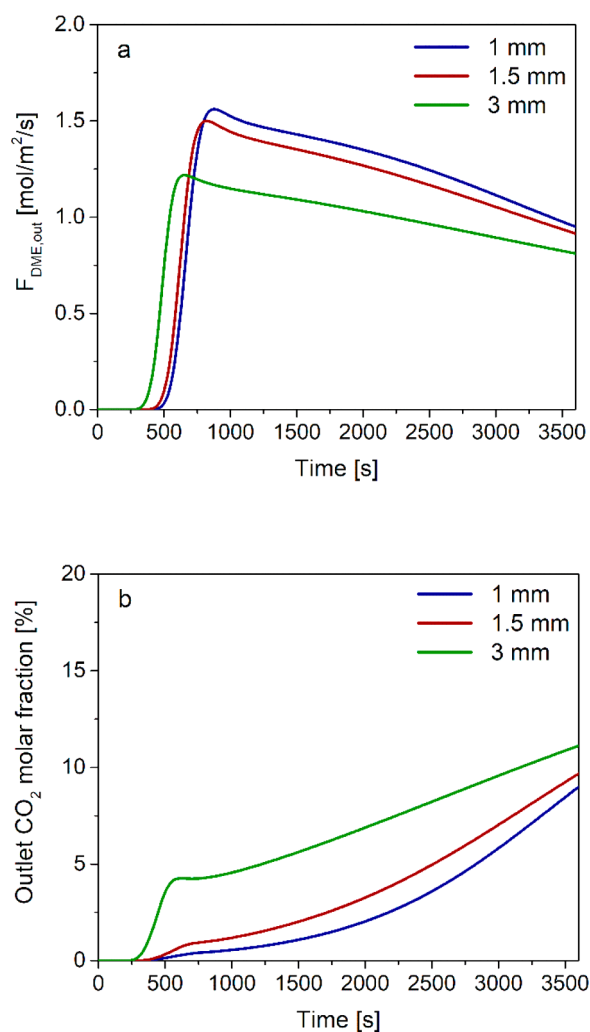 a
1 mm
1.5 mm
3 mm
2.0
1.5
1.0
0.5
0.0
F_DME,out [mol/m²/s]
0 500 1000 1500 2000 2500 3000 3500
Time [s]
b
1 mm
1.5 mm
3 mm
20
15
10
5
0
Outlet CO₂ molar fraction [%]
0 500 1000 1500 2000 2500 3000 3500
Time [s]